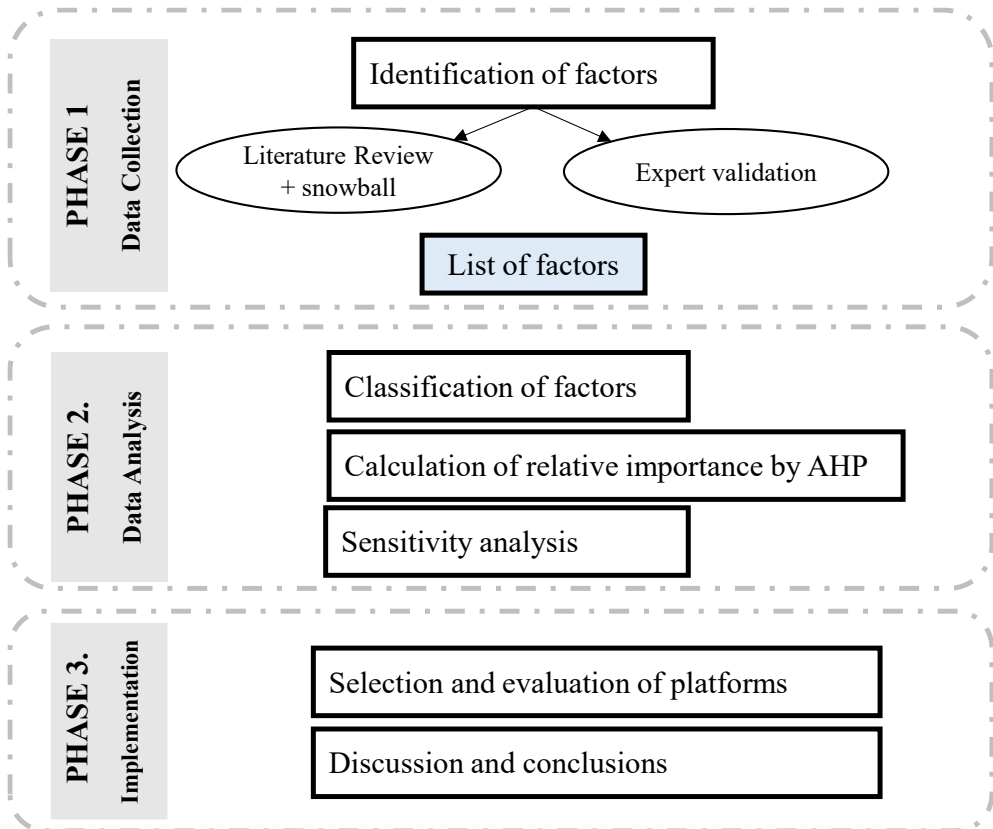 PHASE 1
Data Collection
Identification of factors
Literature Review
+ snowball
Expert validation
List of factors
PHASE 2.
Data Analysis
Classification of factors
Calculation of relative importance by AHP
Sensitivity analysis
PHASE 3.
Implementation
Selection and evaluation of platforms
Discussion and conclusions